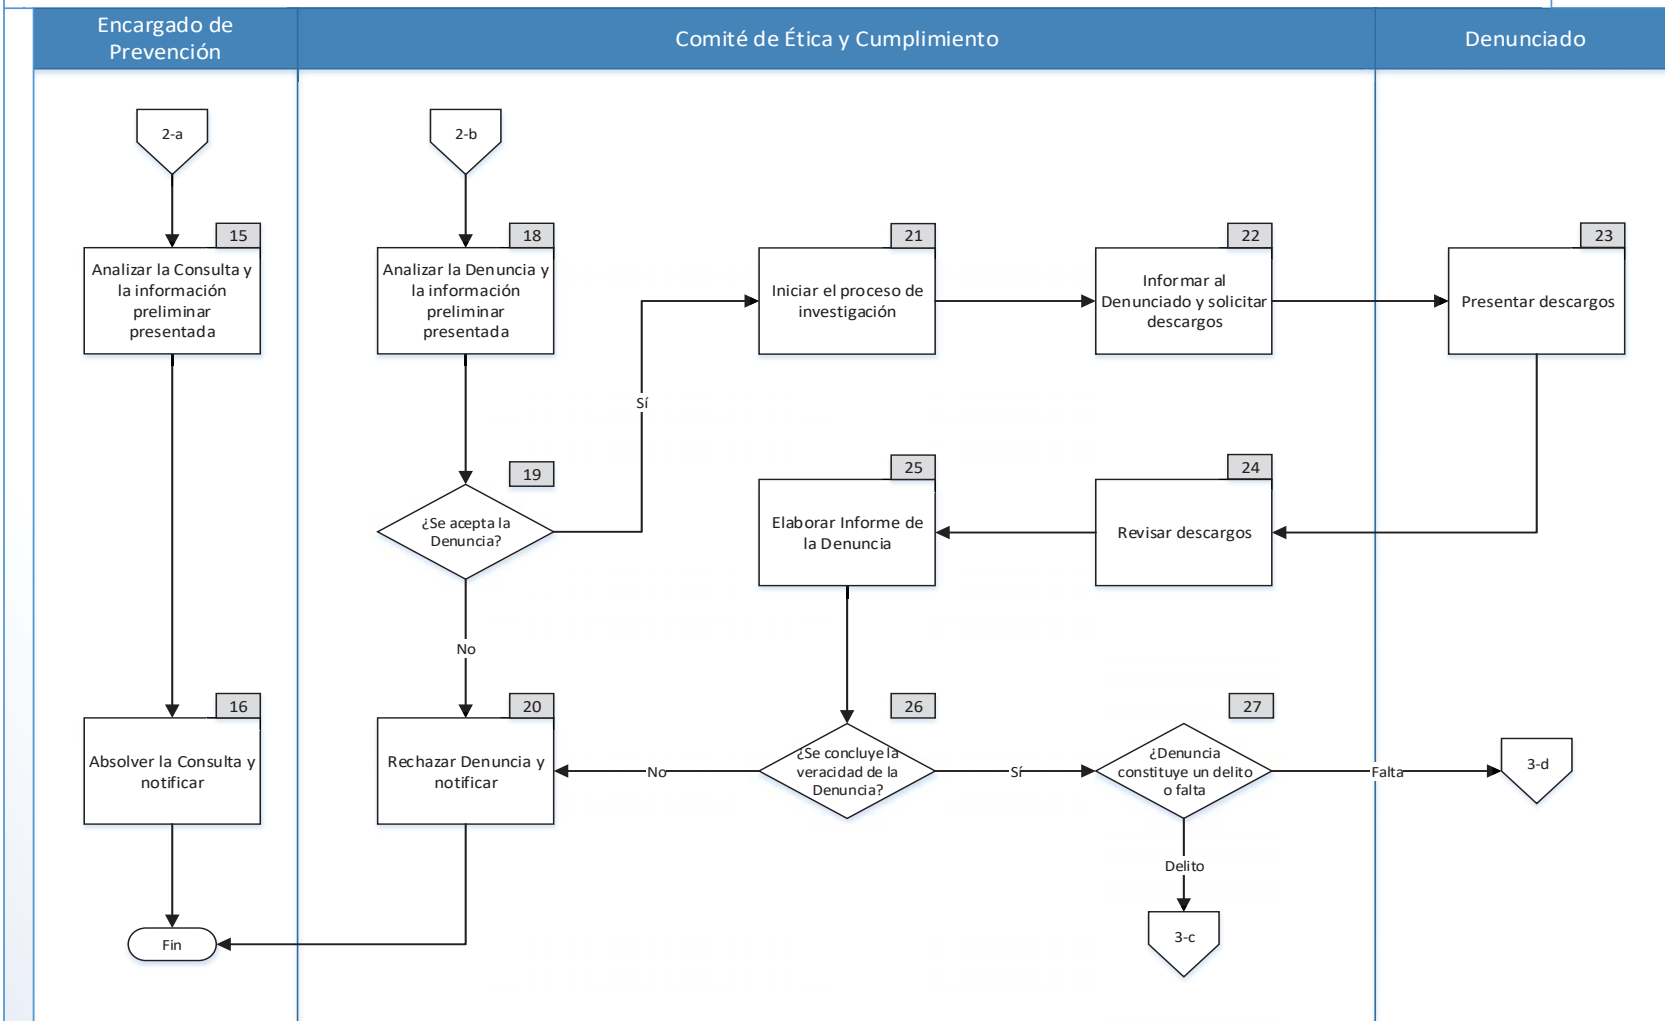 Encargado de
Prevención
Comité de Ética y Cumplimiento
Denunciado
2-a
2-b
15
Analizar la Consulta y
la información
preliminar
presentada
18
Analizar la Denuncia y
la información
preliminar
presentada
21
Iniciar el proceso de
investigación
22
Informar al
Denunciado y solicitar
descargos
23
Presentar descargos
Sí
19
¿Se acepta la
Denuncia?
25
Elaborar Informe de
la Denuncia
24
Revisar descargos
No
16
Absolver la Consulta y
notificar
20
Rechazar Denuncia y
notificar
No
26
¿Se concluye la
veracidad de la
Denuncia?
Sí
27
¿Denuncia
constituye un delito
o falta
Falta
3-d
Delito
3-c
Fin